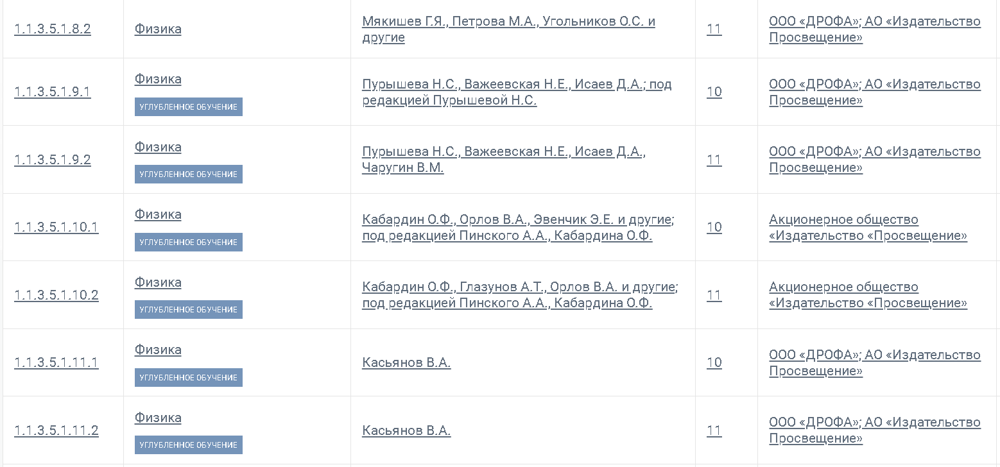 1.1.3.5.1.8.2
Физика
Мякишев Г.Я., Петрова М.А., Угольников О.С. и
другие
11
ООО «ДРОФА»; АО «Издательство
Просвещение»
1.1.3.5.1.9.1
Физика
УГЛУБЛЕННОЕ ОБУЧЕНИЕ
Пурышева Н.С., Важеевская Н.Е., Исаев Д.А.; под
редакцией Пурышевой Н.С.
10
ООО «ДРОФА»; АО «Издательство
Просвещение»
1.1.3.5.1.9.2
Физика
УГЛУБЛЕННОЕ ОБУЧЕНИЕ
Пурышева Н.С., Важеевская Н.Е., Исаев Д.А.,
Чаругин В.М.
11
ООО «ДРОФА»; АО «Издательство
Просвещение»
1.1.3.5.1.10.1
Физика
УГЛУБЛЕННОЕ ОБУЧЕНИЕ
Кабардин О.Ф., Орлов В.А., Эвенчик Э.Е. и другие;
под редакцией Пинского А.А., Кабардина О.Ф.
10
Акционерное общество
«Издательство «Просвещение»
1.1.3.5.1.10.2
Физика
УГЛУБЛЕННОЕ ОБУЧЕНИЕ
Кабардин О.Ф., Глазунов А.Т., Орлов В.А. и другие;
под редакцией Пинского А.А., Кабардина О.Ф.
11
Акционерное общество
«Издательство «Просвещение»
1.1.3.5.1.11.1
Физика
УГЛУБЛЕННОЕ ОБУЧЕНИЕ
Касьянов В.А.
10
ООО «ДРОФА»; АО «Издательство
Просвещение»
1.1.3.5.1.11.2
Физика
УГЛУБЛЕННОЕ ОБУЧЕНИЕ
Касьянов В.А.
11
ООО «ДРОФА»; АО «Издательство
Просвещение»